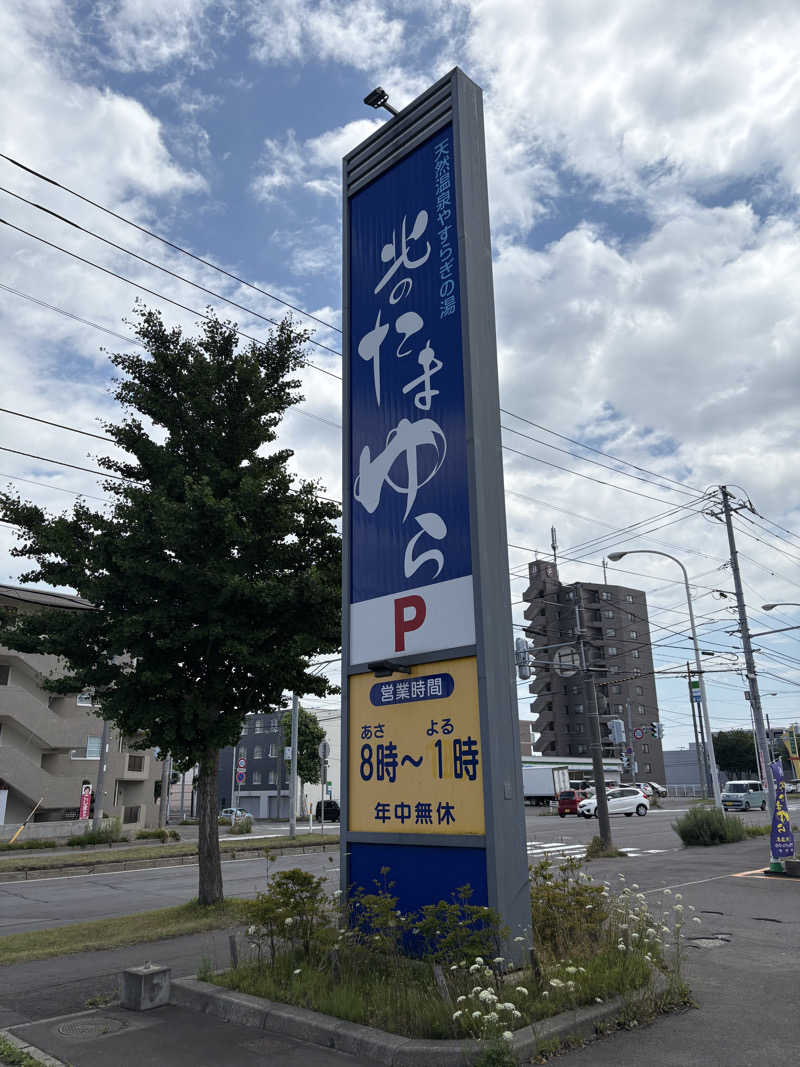 天然温泉やすらぎの湯
北のたまゆら
P
営業時間
あさ よる
8時～1時
年中無休